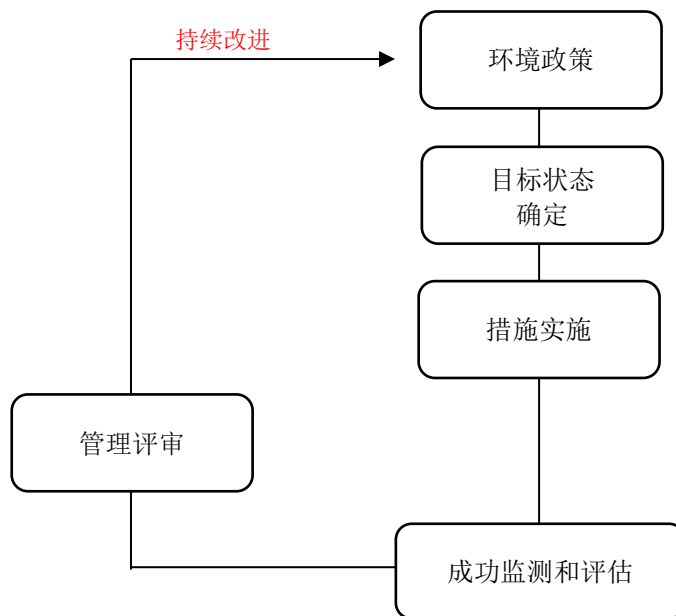 持续改进
环境政策
目标状态
确定
措施实施
管理评审
成功监测和评估